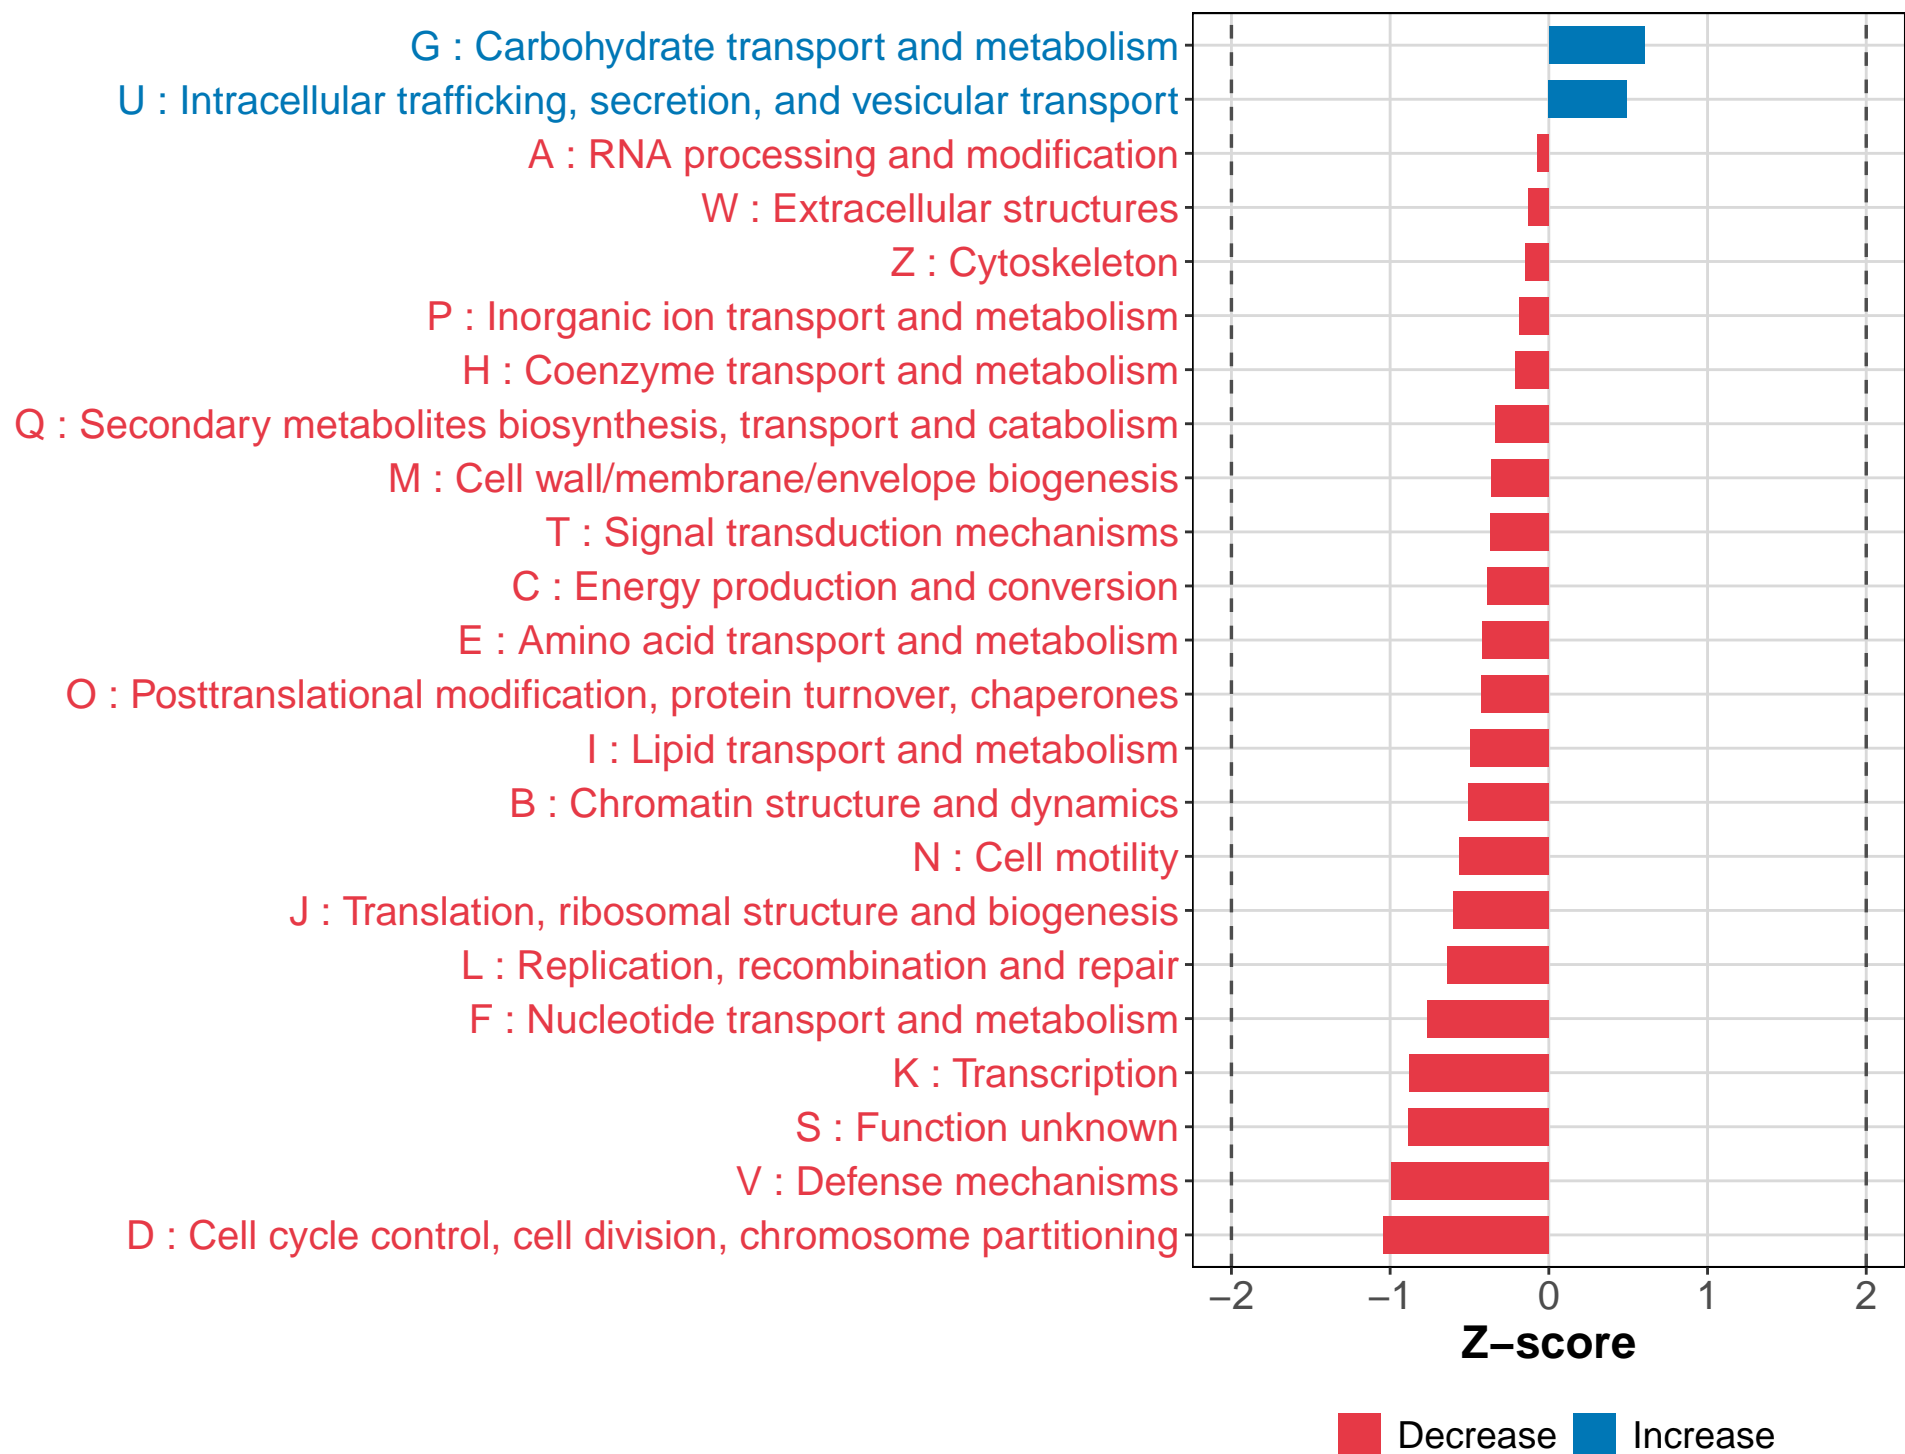 G : Carbohydrate transport and metabolism
U : Intracellular trafficking, secretion, and vesicular transport
A : RNA processing and modification
W : Extracellular structures
Z : Cytoskeleton
P : Inorganic ion transport and metabolism
H : Coenzyme transport and metabolism
Q : Secondary metabolites biosynthesis, transport and catabolism
M : Cell wall/membrane/envelope biogenesis
T : Signal transduction mechanisms
C : Energy production and conversion
E : Amino acid transport and metabolism
O : Posttranslational modification, protein turnover, chaperones
I : Lipid transport and metabolism
B : Chromatin structure and dynamics
N : Cell motility
J : Translation, ribosomal structure and biogenesis
L : Replication, recombination and repair
F : Nucleotide transport and metabolism
K : Transcription
S : Function unknown
V : Defense mechanisms
D : Cell cycle control, cell division, chromosome partitioning
−2 −1 0 1 2
Z−score
Decrease Increase